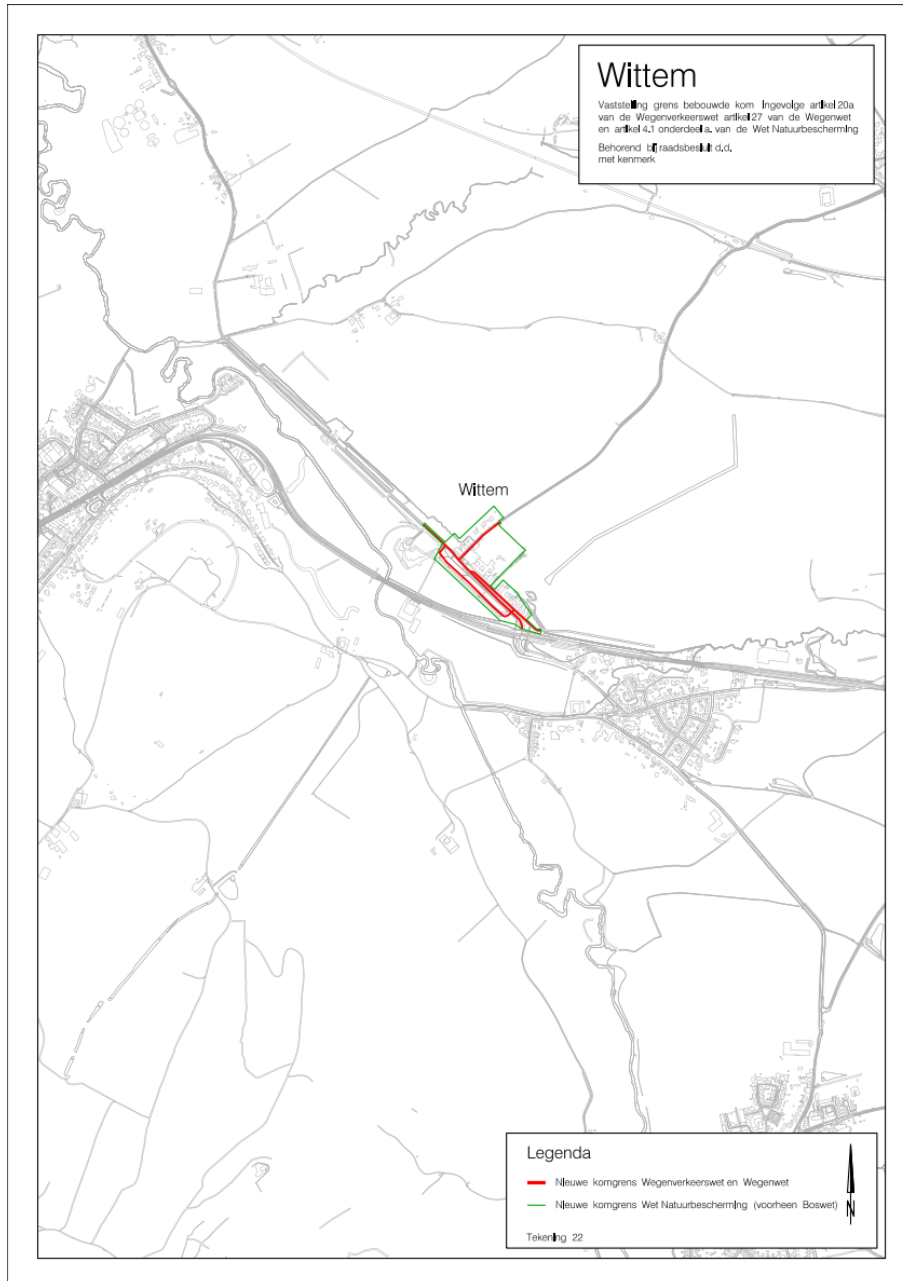 Wittem
Vaststelling grens bebouwde kom Ingevolge artikel 20a
van de Wegenverkeerswet artikel 27 van de Wegenwet
en artikel 4.1 onderdeel a. van de Wet Natuurbescherming
Behorend bij raadsbesluit d.d.
met kenmerk
Wittem
Legenda
Nieuwe komgrens Wegenverkeerswet en Wegenwet
Nieuwe komgrens Wet Natuurbescherming (voorheen Boswet)
N
Tekening 22